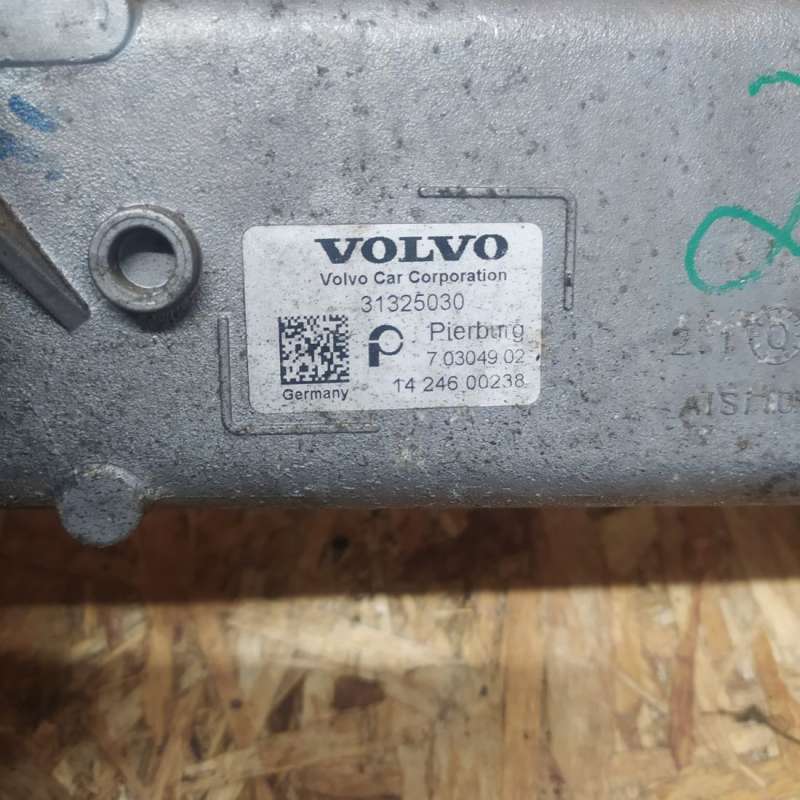 VOLVO
Volvo Car Corporation
31325030
Pierburg
7.03049.02
Germany
14 246 00238